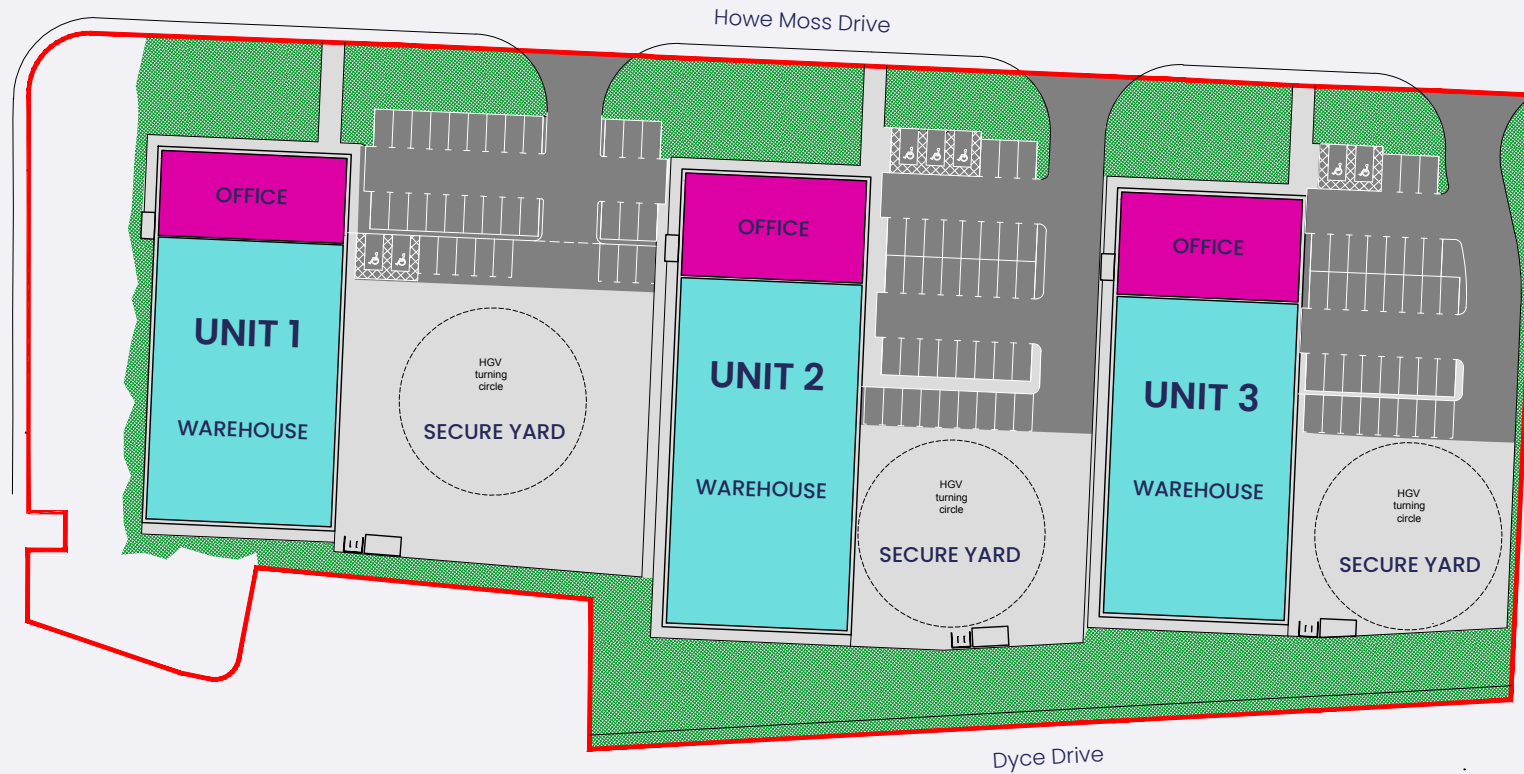 Howe Moss Drive
OFFICE
UNIT 1
WAREHOUSE
HGV
turning
circle
SECURE YARD
OFFICE
UNIT 2
WAREHOUSE
HGV
turning
circle
SECURE YARD
OFFICE
UNIT 3
WAREHOUSE
HGV
turning
circle
SECURE YARD
Dyce Drive